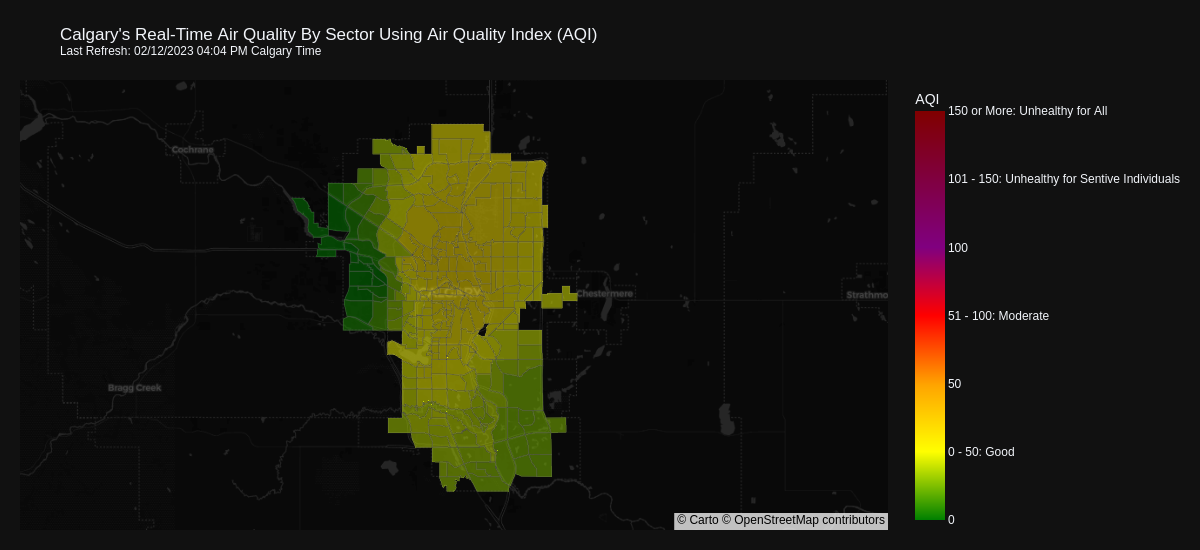 Calgary's Real-Time Air Quality By Sector Using Air Quality Index (AQI)
Last Refresh: 02/12/2023 04:04 PM Calgary Time
AQI
150 or More: Unhealthy for All
101 - 150: Unhealthy for Sentive Individuals
100
51 - 100: Moderate
50
0 - 50: Good
0
Cochrane
Chestermere
Strathmo
Bragg Creek
© Carto © OpenStreetMap contributors